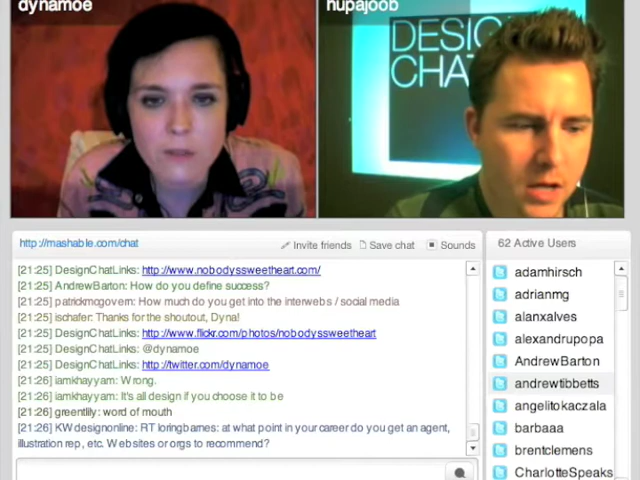 dynamoe
hupajoob
DESIGN
CHAT
http://mashable.com/chat
Invite friends
Save chat
Sounds
62 Active Users
[21:25] DesignChatLinks: http://www.nobodyssweetheart.com/
[21:25] AndrewBarton: How do you define success?
[21:25] patrickmcgovern: How much do you get into the interwebs / social media
[21:25] ischafer: Thanks for the shoutout, Dyna!
[21:25] DesignChatLinks: http://www.flickr.com/photos/nobodyssweetheart
[21:25] DesignChatLinks: @dynamoe
[21:25] DesignChatLinks: http://twitter.com/dynamoe
[21:26] iamkhayyam: Wrong.
[21:26] iamkhayyam: It's all design if you choose it to be
[21:26] greentlily: word of mouth
[21:26] KWdesignonline: RT loringbarnes: at what point in your career do you get an agent,
illustration rep, etc. Websites or orgs to recommend?
adamhirsch
adrianmg
alanxalves
alexandrupopa
AndrewBarton
andrewtibbetts
angelitokaczala
barbaaa
brentclemens
CharlotteSpeaks